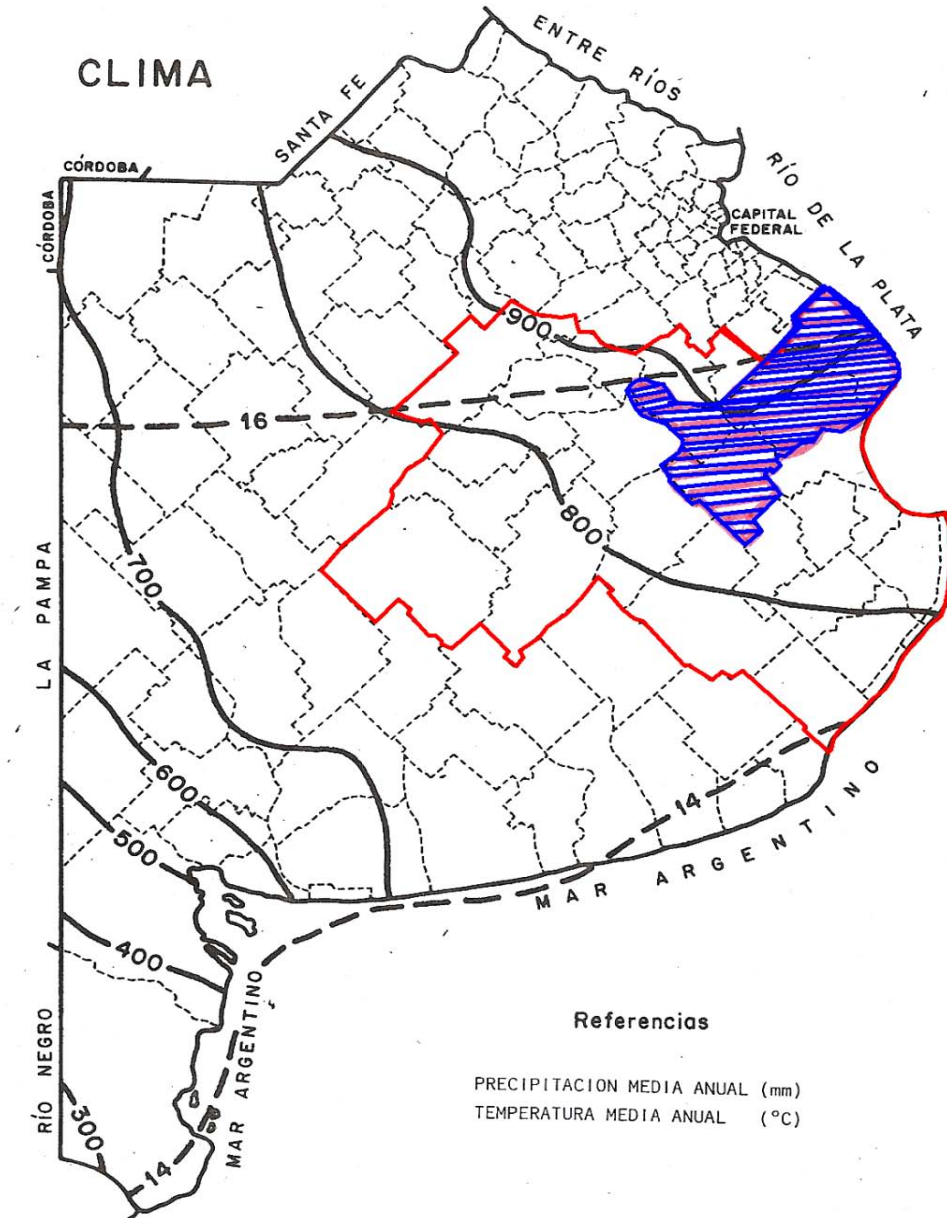 CLIMA
ENTRE RÍOS
SANTA FE
CÓRDOBA
CÓRDOBA
RÍO DE LA PLATA
CAPITAL
FEDERAL
900
16
800
700
LA PAMPA
600
500
14
MAR ARGENTINO
400
MAR ARGENTINO
RÍO NEGRO
300
14
Referencias
PRECIPITACION MEDIA ANUAL (mm)
TEMPERATURA MEDIA ANUAL (°C)